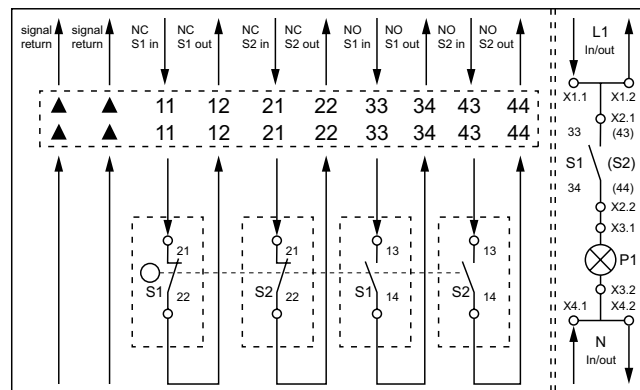 signal return signal return NC S1 in NC S1 out NC S2 in NC S2 out NO S1 in NO S1 out NO S2 in NO S2 out
▲ ▲ 11 12 21 22 33 34 43 44
▲ ▲ 11 12 21 22 33 34 43 44
21 21 13 13
S1 S2 S1 S2
22 22 14 14
L1
In/out
X1.1 X1.2
X2.1
33 (43)
S1 (S2)
34 (44)
X2.2
X3.1
P1
X3.2
X4.1 X4.2
N
In/out